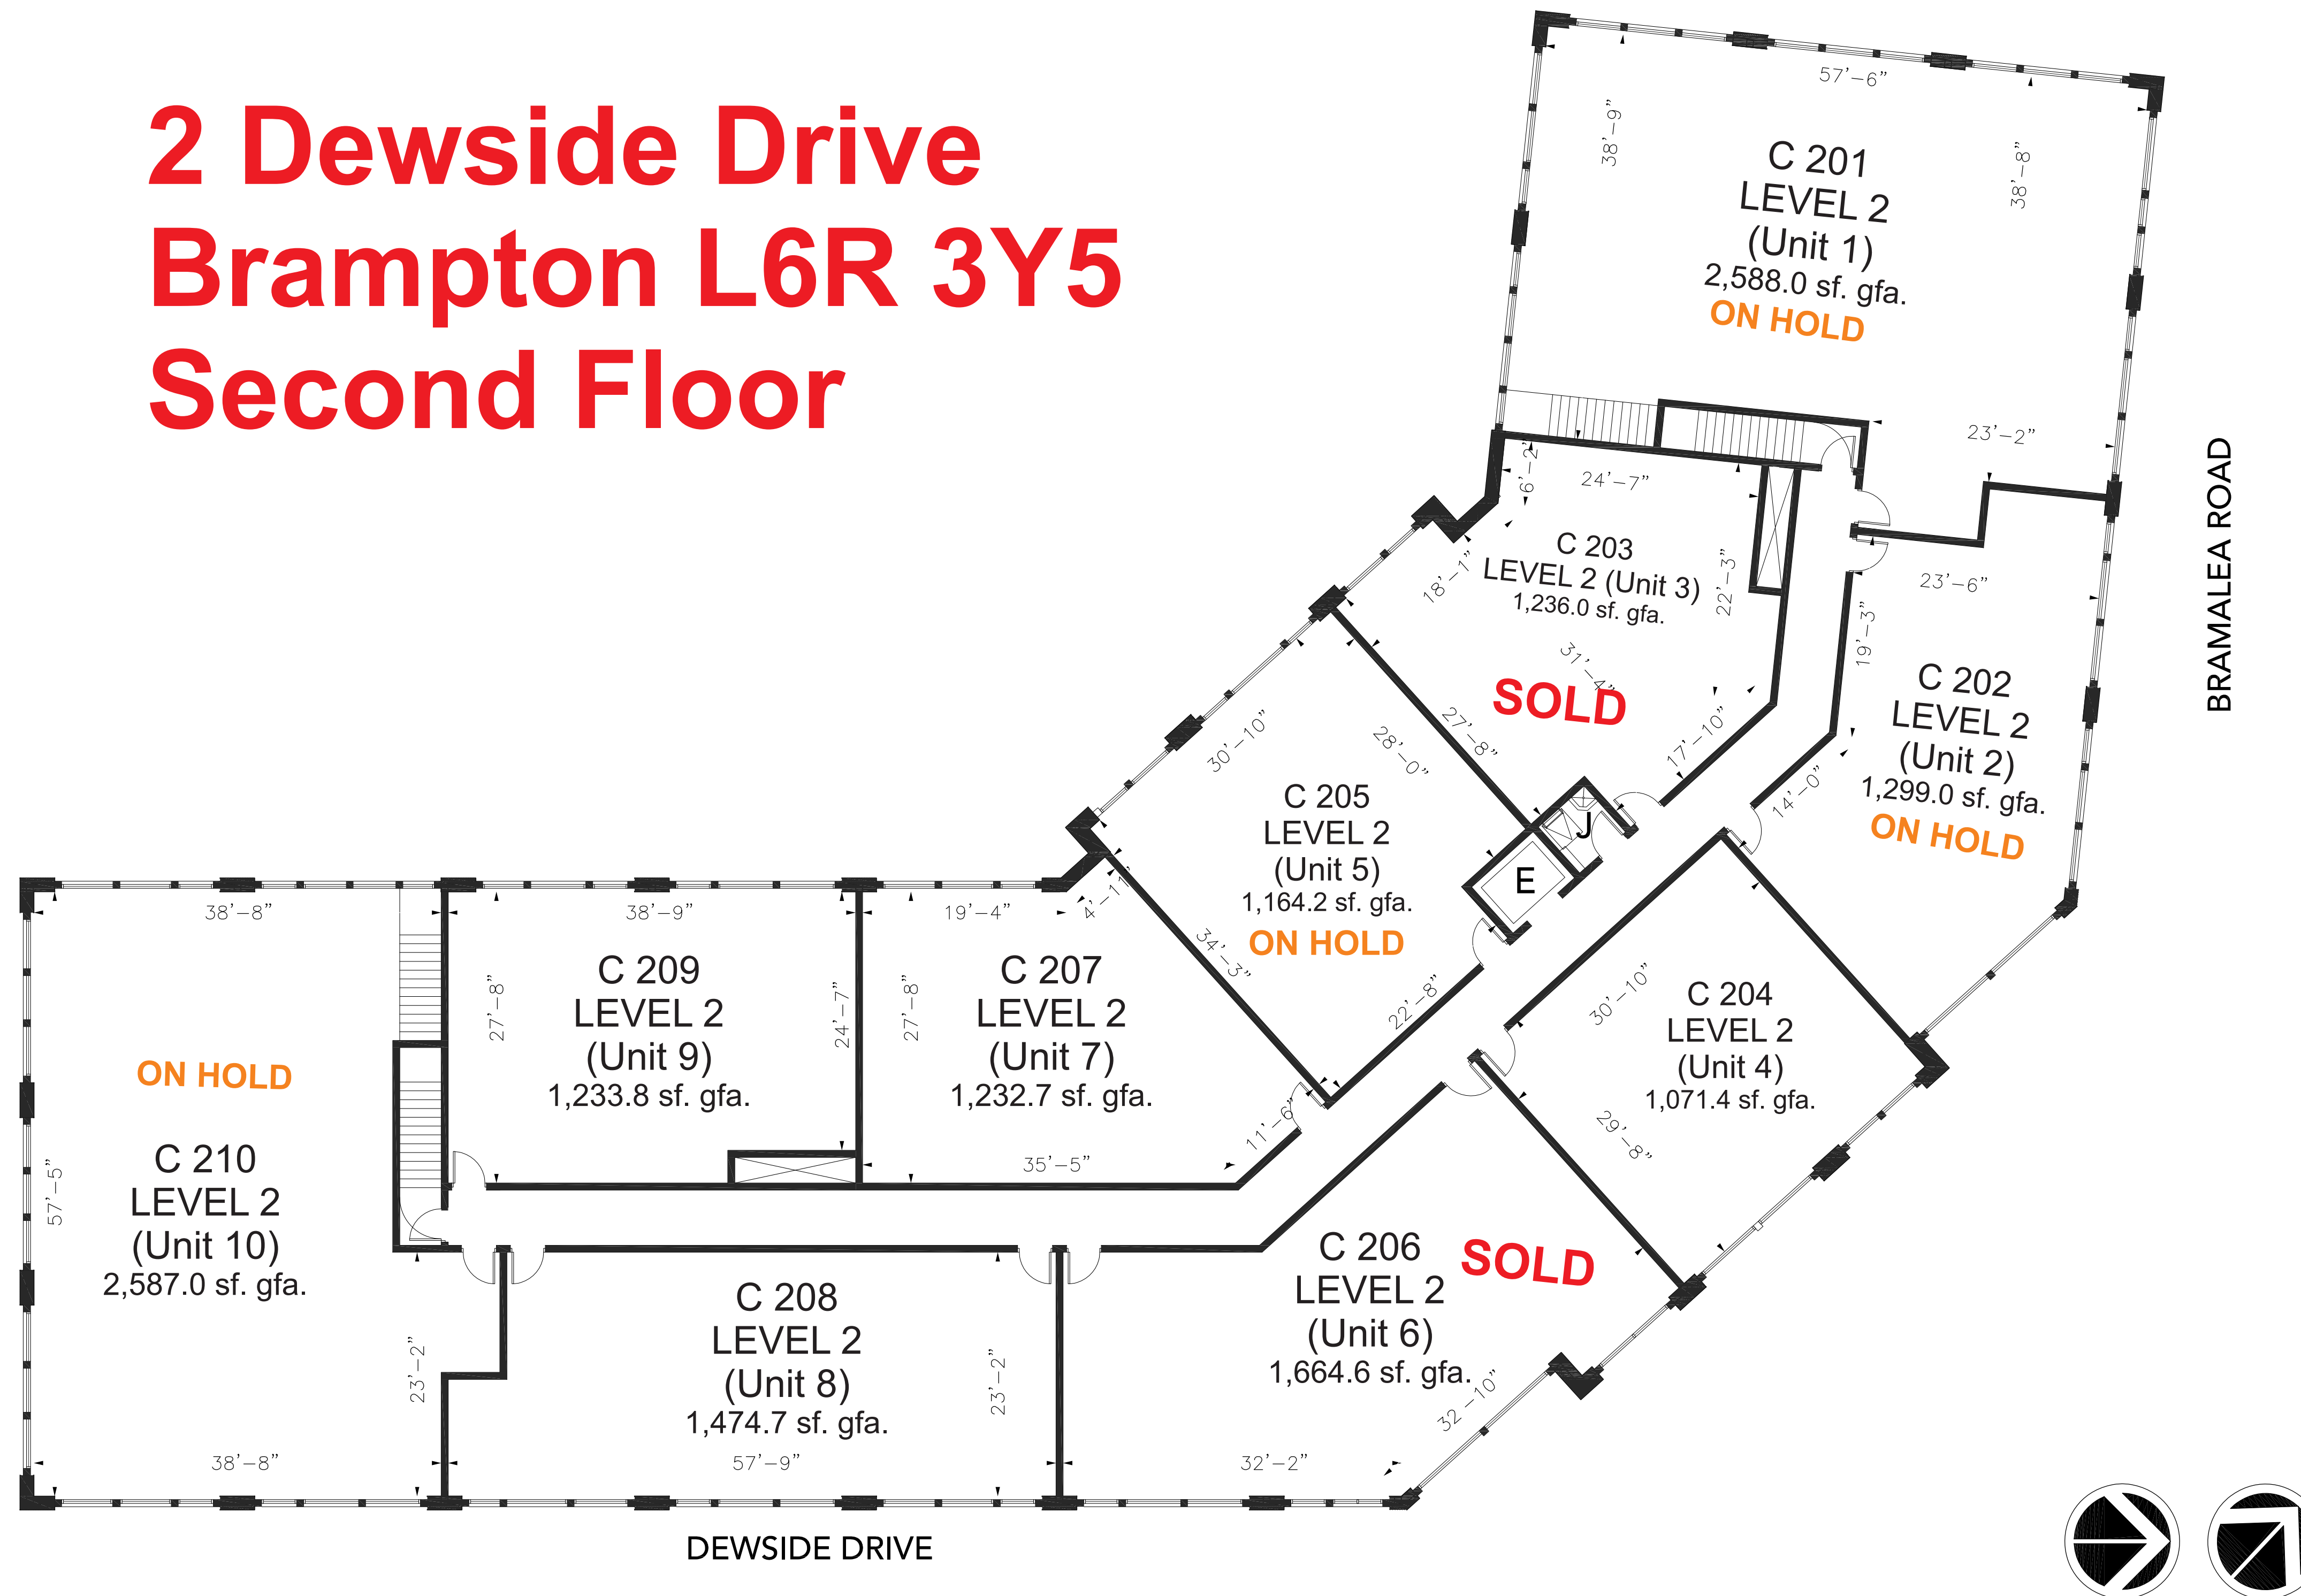 2 Dewside Drive
Brampton L6R 3Y5
Second Floor
57'-6"
38'-9"
38'-8"
C 201
LEVEL 2
(Unit 1)
2,588.0 sf. gfa.
ON HOLD
23'-2"
BRAMALEA ROAD
6'-2"
24'-7"
18'-1"
C 203
LEVEL 2 (Unit 3)
1,236.0 sf. gfa.
22'-3"
31'-4"
SOLD
27'-8"
17'-10"
23'-6"
19'-3"
C 202
LEVEL 2
(Unit 2)
1,299.0 sf. gfa.
ON HOLD
14'-0"
30'-10"
28'-0"
C 205
LEVEL 2
(Unit 5)
1,164.2 sf. gfa.
ON HOLD
34'-3"
22'-8"
J
E
30'-10"
C 204
LEVEL 2
(Unit 4)
1,071.4 sf. gfa.
29'-8"
38'-8"
ON HOLD
57'-5"
C 210
LEVEL 2
(Unit 10)
2,587.0 sf. gfa.
23'-2"
38'-8"
38'-9"
27'-8"
C 209
LEVEL 2
(Unit 9)
1,233.8 sf. gfa.
24'-7"
19'-4"
4'-11"
27'-8"
C 207
LEVEL 2
(Unit 7)
1,232.7 sf. gfa.
35'-5"
11'-6"
C 208
LEVEL 2
(Unit 8)
1,474.7 sf. gfa.
23'-2"
57'-9"
C 206
LEVEL 2
(Unit 6)
1,664.6 sf. gfa.
SOLD
32'-10"
32'-2"
DEWSIDE DRIVE